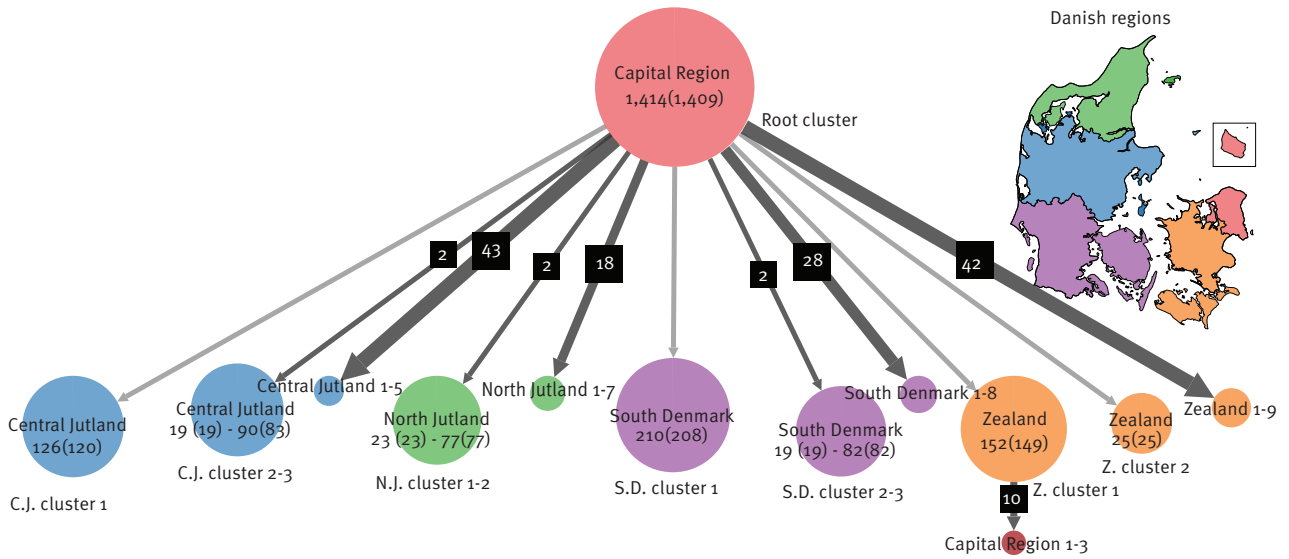 Danish regions
Capital Region
1,414(1,409)
Root cluster
2
43
2
18
2
28
42
Central Jutland
126(120)
C.J. cluster 1
Central Jutland
19 (19) - 90(83)
C.J. cluster 2-3
Central Jutland 1-5
North Jutland
23 (23) - 77(77)
N.J. cluster 1-2
North Jutland 1-7
South Denmark
210(208)
S.D. cluster 1
South Denmark
19 (19) - 82(82)
S.D. cluster 2-3
South Denmark 1-8
Zealand
152(149)
Z. cluster 1
Zealand
25(25)
Z. cluster 2
Zealand 1-9
10
Capital Region 1-3